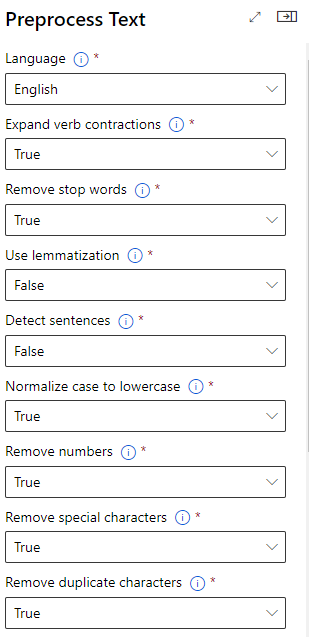 Preprocess Text
Language *
English
Expand verb contractions *
True
Remove stop words *
True
Use lemmatization *
False
Detect sentences *
False
Normalize case to lowercase *
True
Remove numbers *
True
Remove special characters *
True
Remove duplicate characters *
True